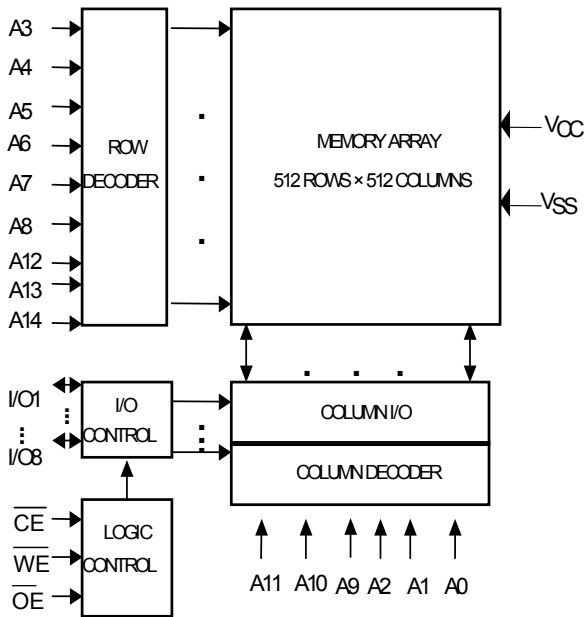 A3
A4
A5
A6
A7
A8
A12
A13
A14
ROW
DECODER
MEMORY ARRAY
512 ROWS × 512 COLUMNS
VCC
VSS
I/O1
I/O8
I/O
CONTROL
COLUMN I/O
COLUMN DECODER
CE
WE
OE
LOGIC
CONTROL
A11 A10 A9 A2 A1 A0